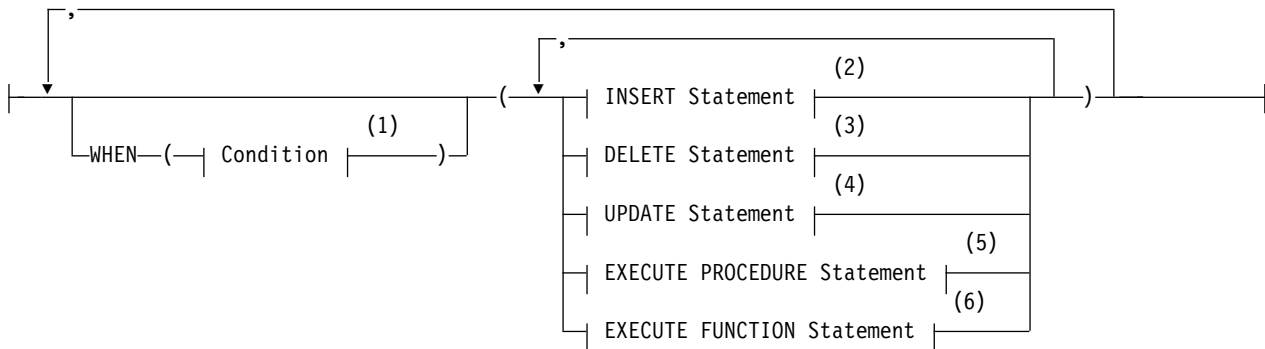 ,
,
(2)
( INSERT Statement )
(1) (3)
WHEN ( Condition ) DELETE Statement
(4)
UPDATE Statement
(5)
EXECUTE PROCEDURE Statement
(6)
EXECUTE FUNCTION Statement